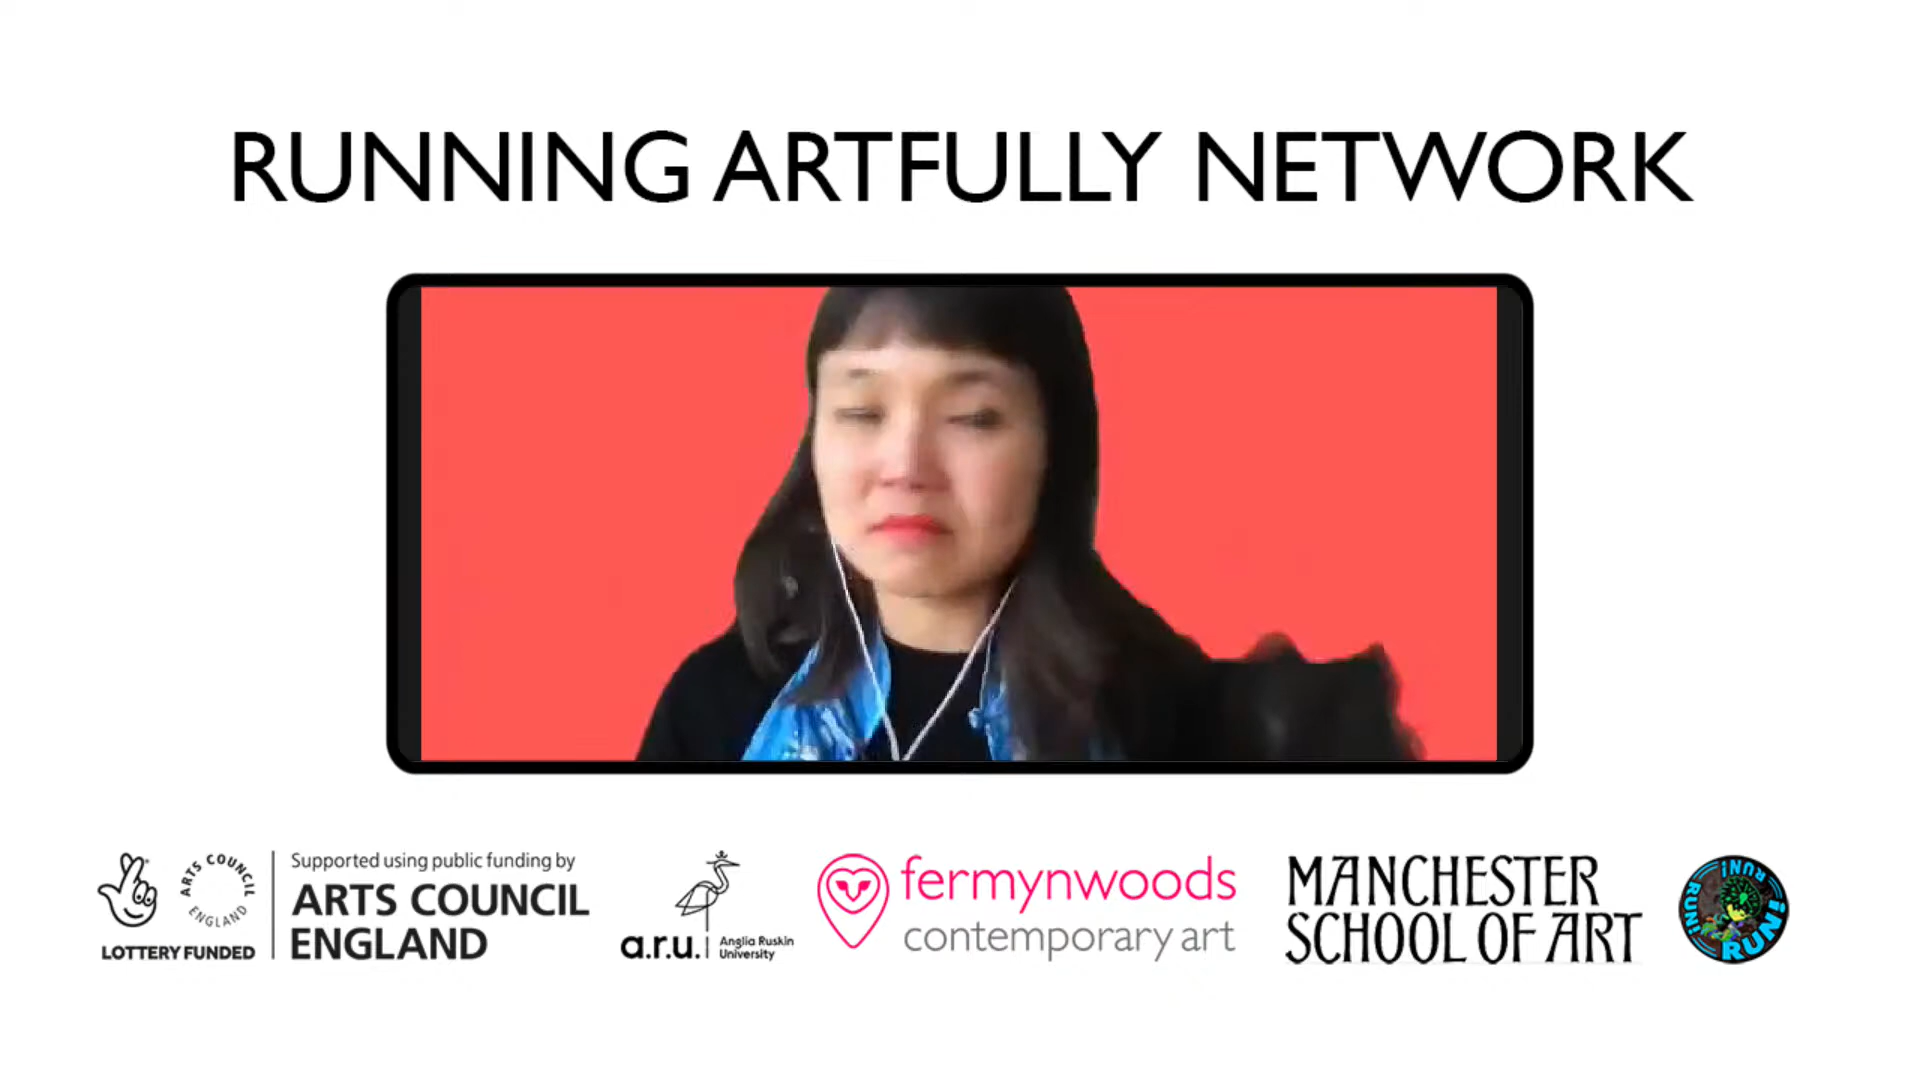 RUNNING ARTFULLY NETWORK
ARTS COUNCIL
ENGLAND
LOTTERY FUNDED
Supported using public funding by
ARTS COUNCIL
ENGLAND
a.r.u.
Anglia Ruskin
University
fermynwoods
contemporary art
MANCHESTER
SCHOOL OF ART
RUN! RUN! RUN!